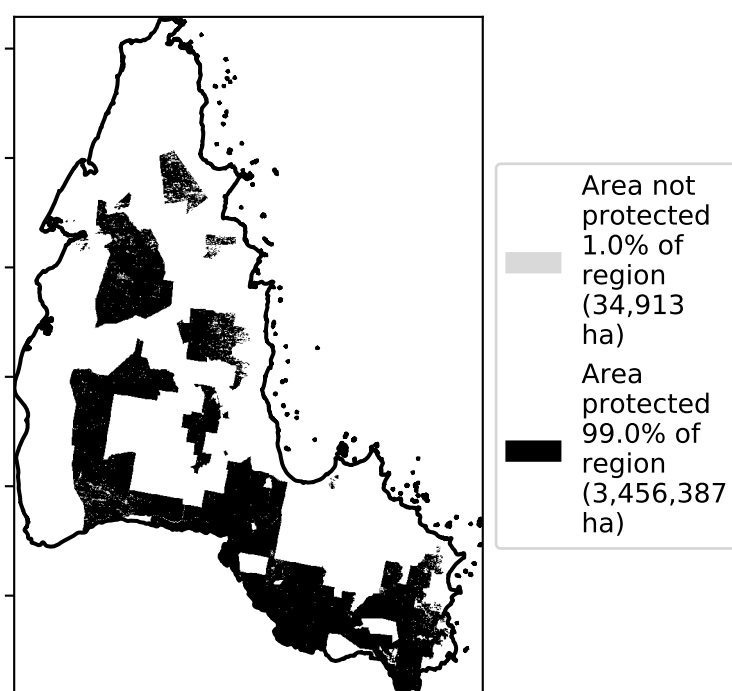 Area not
protected
1.0% of
region
(34,913
ha)
Area
protected
99.0% of
region
(3,456,387
ha)